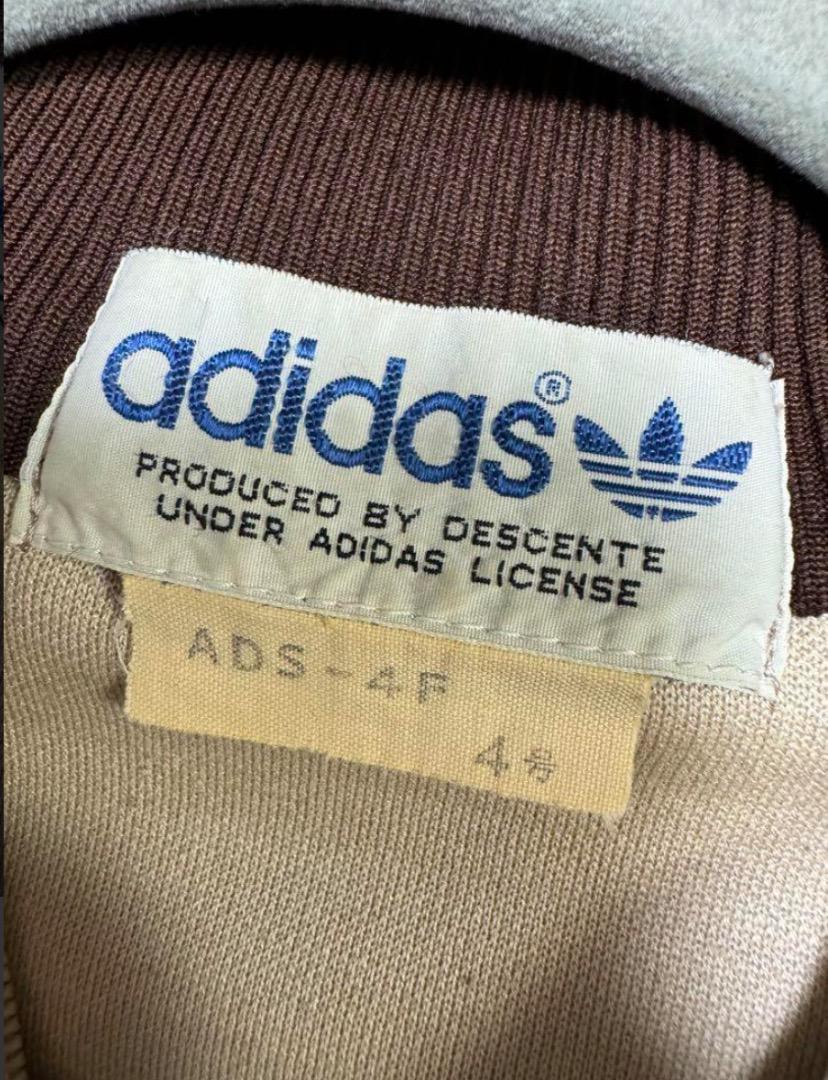 adidas®
PRODUCED BY DESCENTE
UNDER ADIDAS LICENSE
ADS-4F
4号